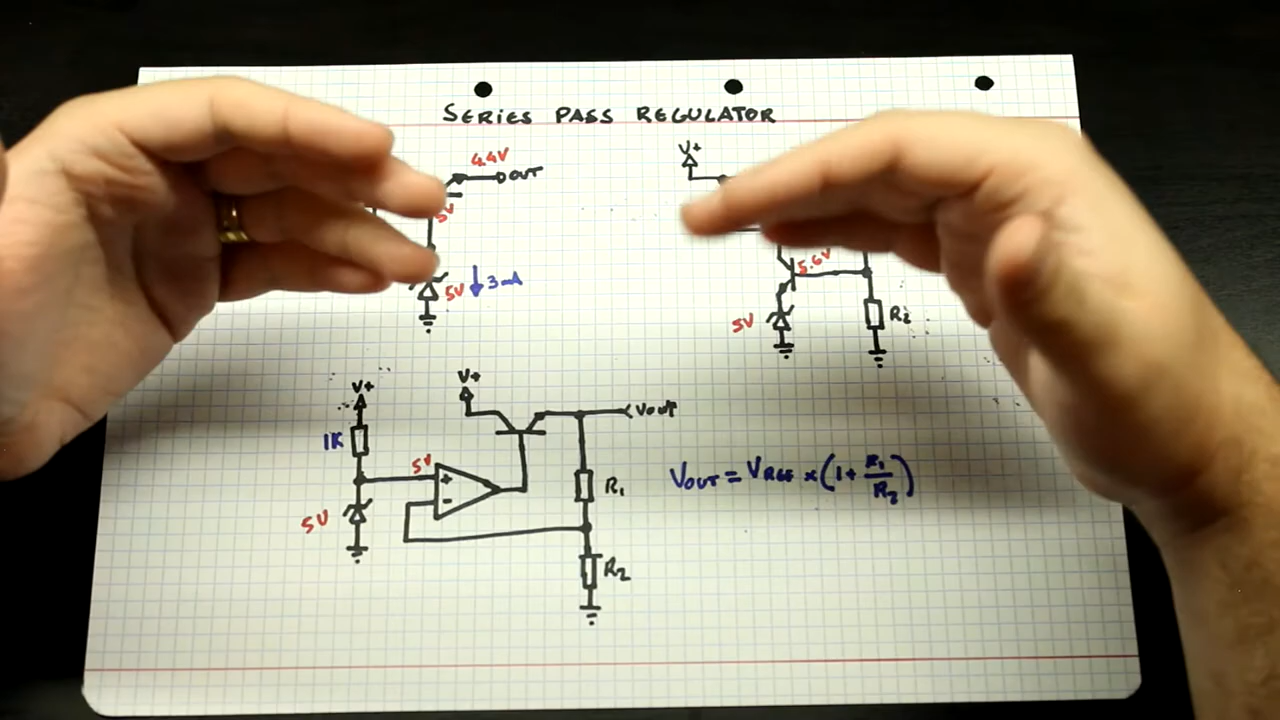 SERIES PASS REGULATOR
4.4V
OUT
5V
5V
3mA
V+
5.6V
5V
R2
V+
1K
5V
5V
+
-
V+
VOUT
R1
R2
VOUT = VREF × (1 + R1/R2)